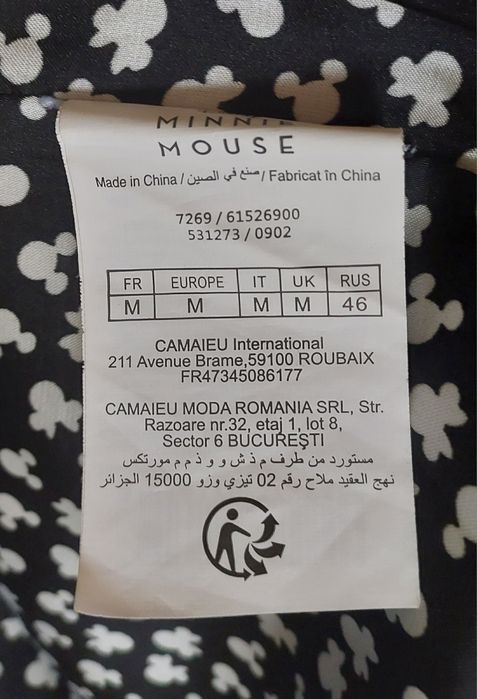 MINNIE
MOUSE
Made in China / صنع في الصين / Fabricat în China
7269 / 61526900
531273 / 0902
FR EUROPE IT UK RUS
M M M M 46
CAMAIEU International
211 Avenue Brame,59100 ROUBAIX
FR47345086177
CAMAIEU MODA ROMANIA SRL, Str.
Razoare nr.32, etaj 1, lot 8,
Sector 6 BUCUREŞTI
مستورد من طرف م ذ ش و و ذ م م مورتكس
نهج العقيد ملاح رقم 02 تيزي وزو 15000 الجزائر